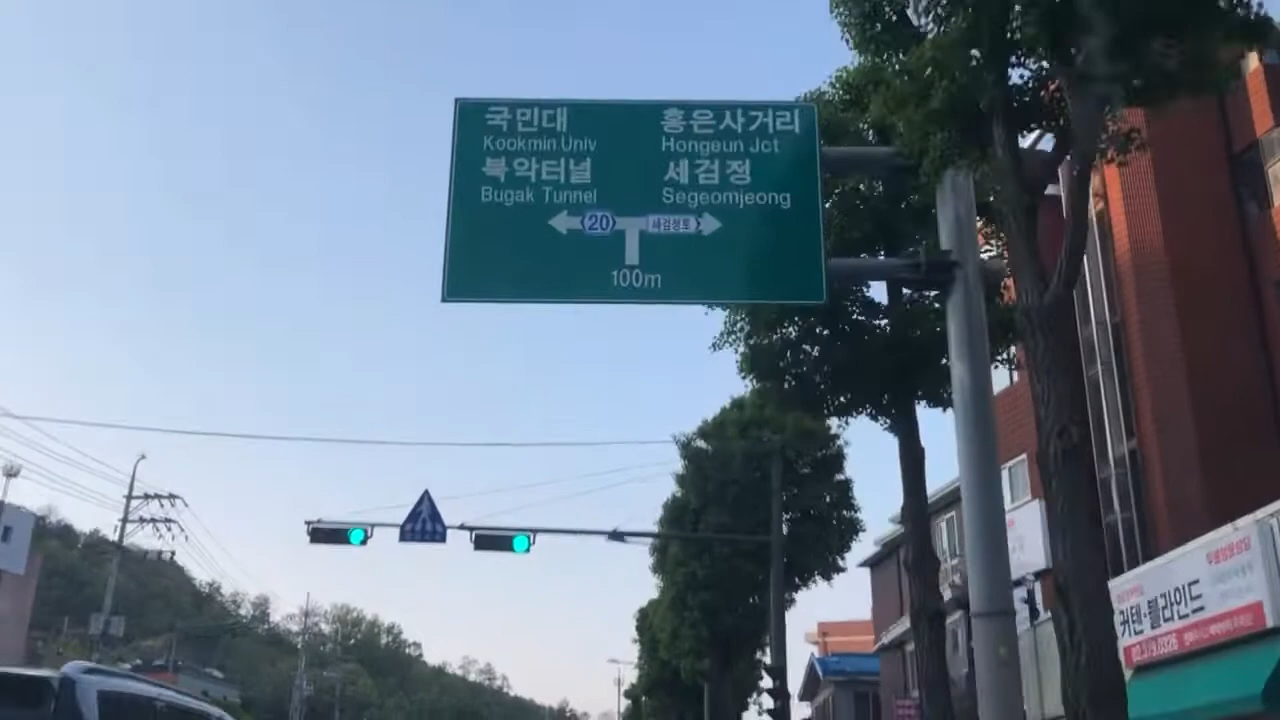 국민대
Kookmin Univ
북악터널
Bugak Tunnel
홍은사거리
Hongeun Jct
세검정
Segeomjeong
20
세검정로
100m
커텐·블라인드